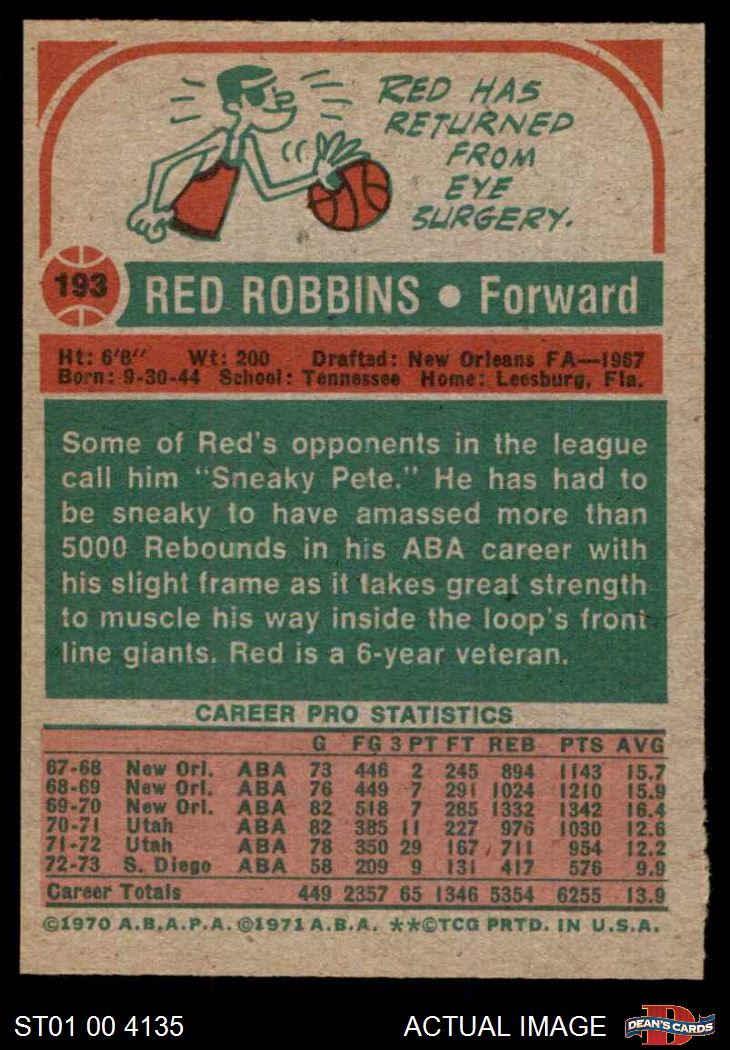 RED HAS
RETURNED
FROM
EYE
SURGERY.
193 RED ROBBINS • Forward
Ht: 6'8" Wt: 200 Drafted: New Orleans FA—1967
Born: 9-30-44 School: Tennessee Home: Leesburg, Fla.
Some of Red's opponents in the league
call him "Sneaky Pete." He has had to
be sneaky to have amassed more than
5000 Rebounds in his ABA career with
his slight frame as it takes great strength
to muscle his way inside the loop's front
line giants. Red is a 6-year veteran.
CAREER PRO STATISTICS
G FG 3 PT FT REB PTS AVG
67-68 New Orl. ABA 73 446 2 245 894 1143 15.7
68-69 New Orl. ABA 76 449 7 291 1024 1210 15.9
69-70 New Orl. ABA 82 518 7 285 1332 1342 16.4
70-71 Utah ABA 82 385 11 227 976 1030 12.6
71-72 Utah ABA 78 350 29 167 711 954 12.2
72-73 S. Diego ABA 58 209 9 131 417 576 9.9
Career Totals 449 2357 65 1346 5354 6255 13.9
©1970 A.B.A.P.A. ©1971 A.B.A. **©TCG PRTD. IN U.S.A.
ST01 00 4135 ACTUAL IMAGE D DEAN'S CARDS